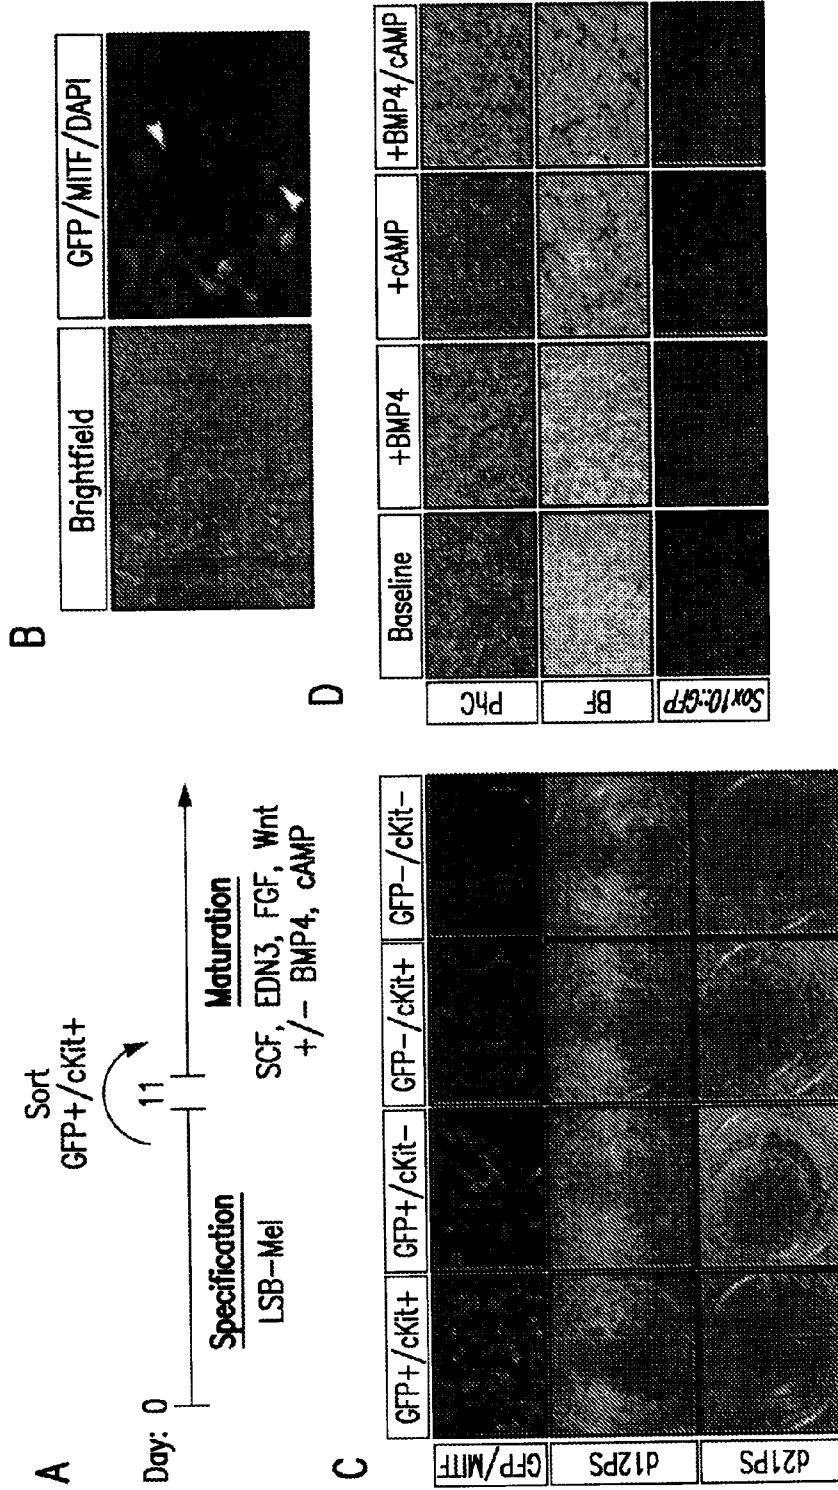 A
Day: 0
11
Sort
GFP+/cKit+
Specification
LSB-Mel
Maturation
SCF, EDN3, FGF, Wnt
+/- BMP4, cAMP
B
Brightfield
GFP/MITF/DAPI
C
GFP+/cKit+
GFP+/cKit-
GFP-/cKit+
GFP-/cKit-
GFP/MITF
d12PS
d21PS
D
Baseline
+BMP4
+cAMP
+BMP4/cAMP
PhC
BF
Sox10::GFP